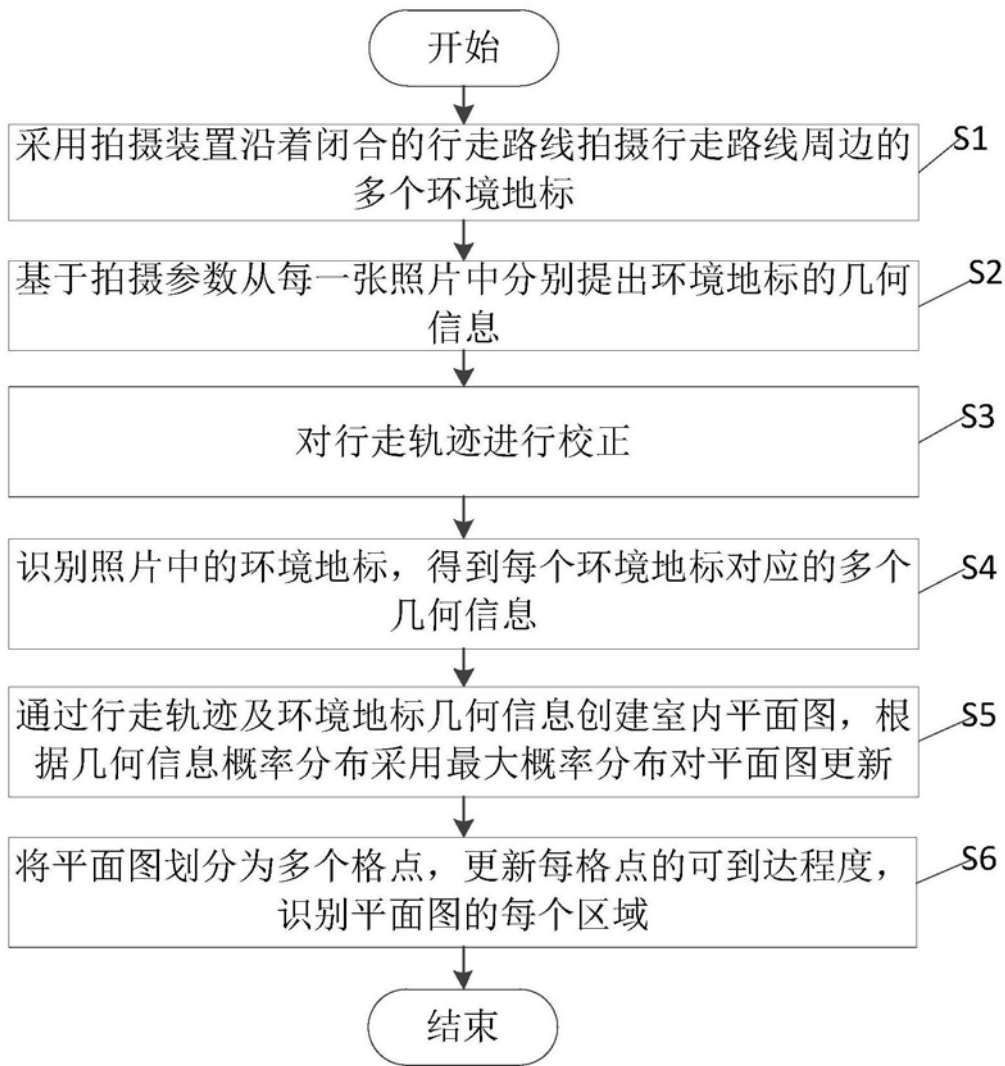 开始
采用拍摄装置沿着闭合的行走路线拍摄行走路线周边的
多个环境地标
S1
基于拍摄参数从每一张照片中分别提出环境地标的几何
信息
S2
对行走轨迹进行校正
S3
识别照片中的环境地标，得到每个环境地标对应的多个
几何信息
S4
通过行走轨迹及环境地标几何信息创建室内平面图，根
据几何信息概率分布采用最大概率分布对平面图更新
S5
将平面图划分为多个格点，更新每格点的可到达程度，
识别平面图的每个区域
S6
结束